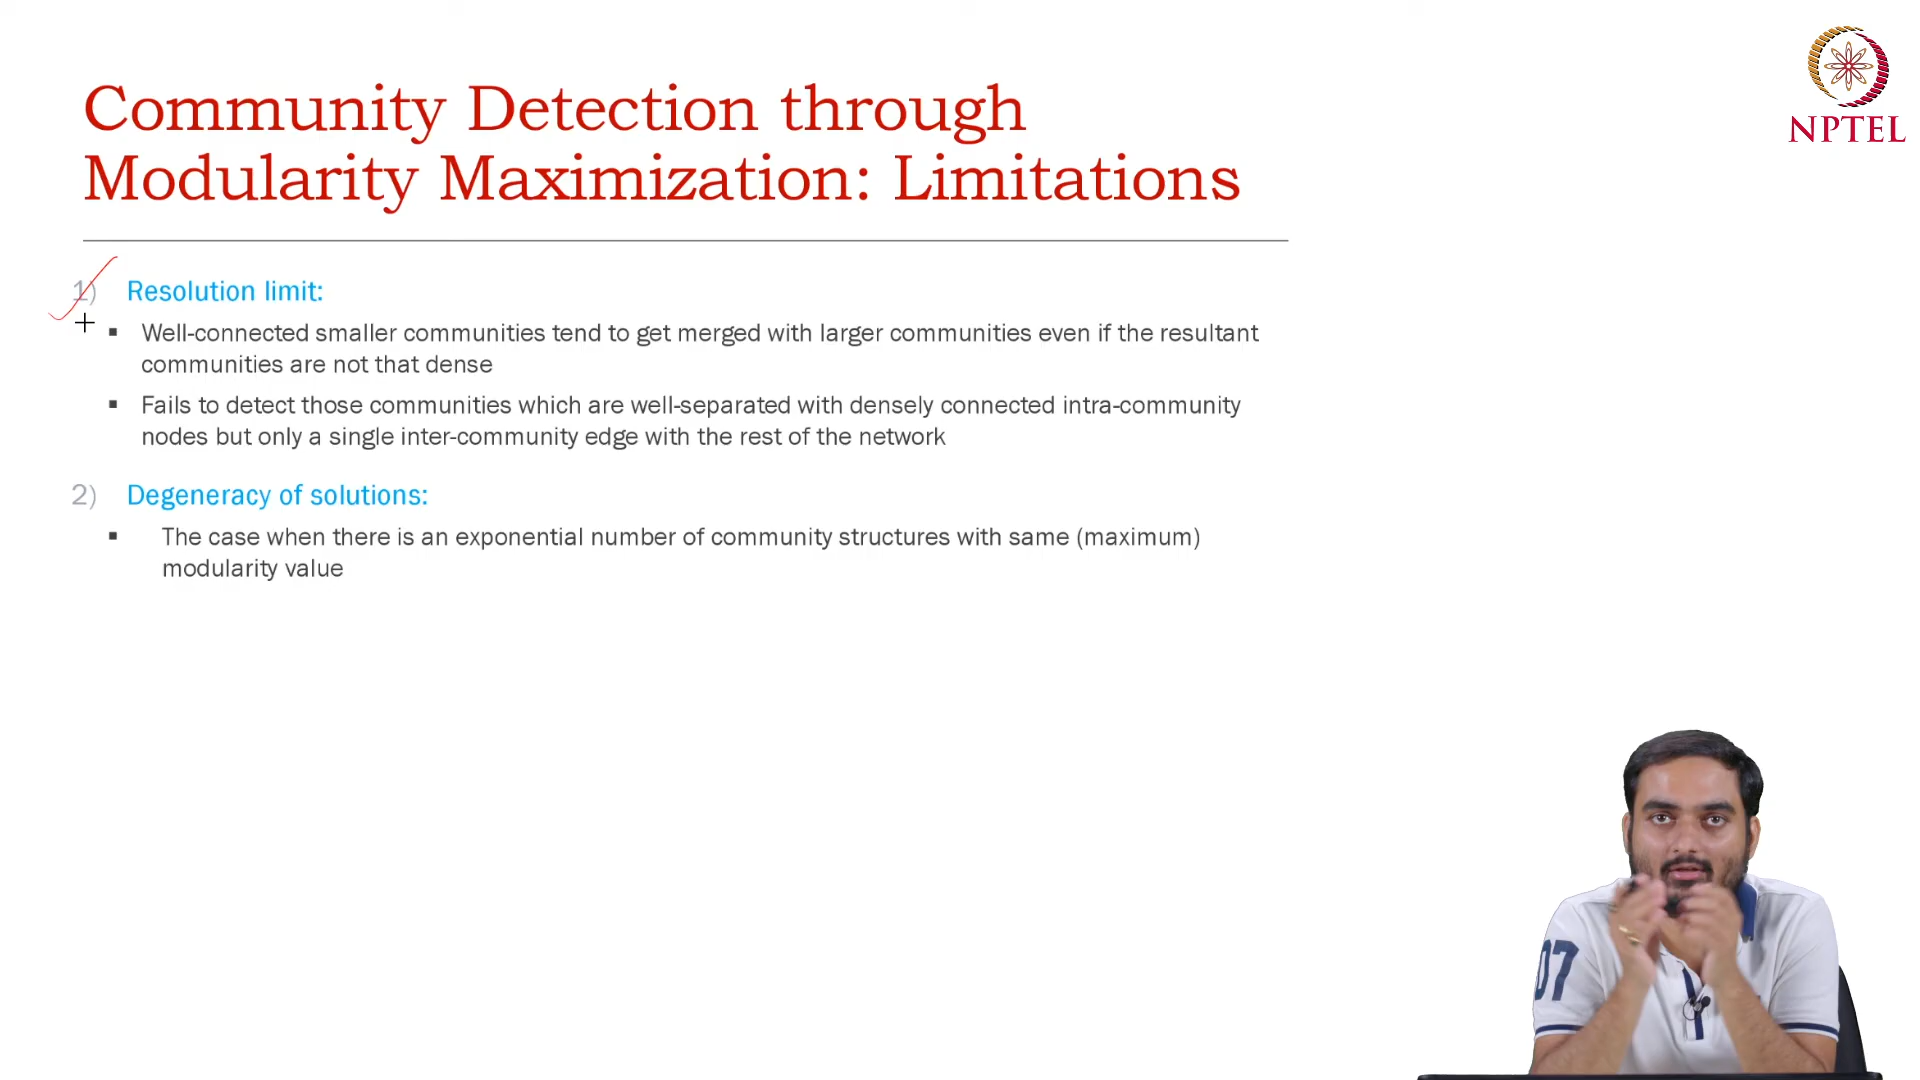 NPTEL
Community Detection through
Modularity Maximization: Limitations
1) Resolution limit:
▪ Well-connected smaller communities tend to get merged with larger communities even if the resultant
communities are not that dense
▪ Fails to detect those communities which are well-separated with densely connected intra-community
nodes but only a single inter-community edge with the rest of the network
2) Degeneracy of solutions:
▪ The case when there is an exponential number of community structures with same (maximum)
modularity value
07